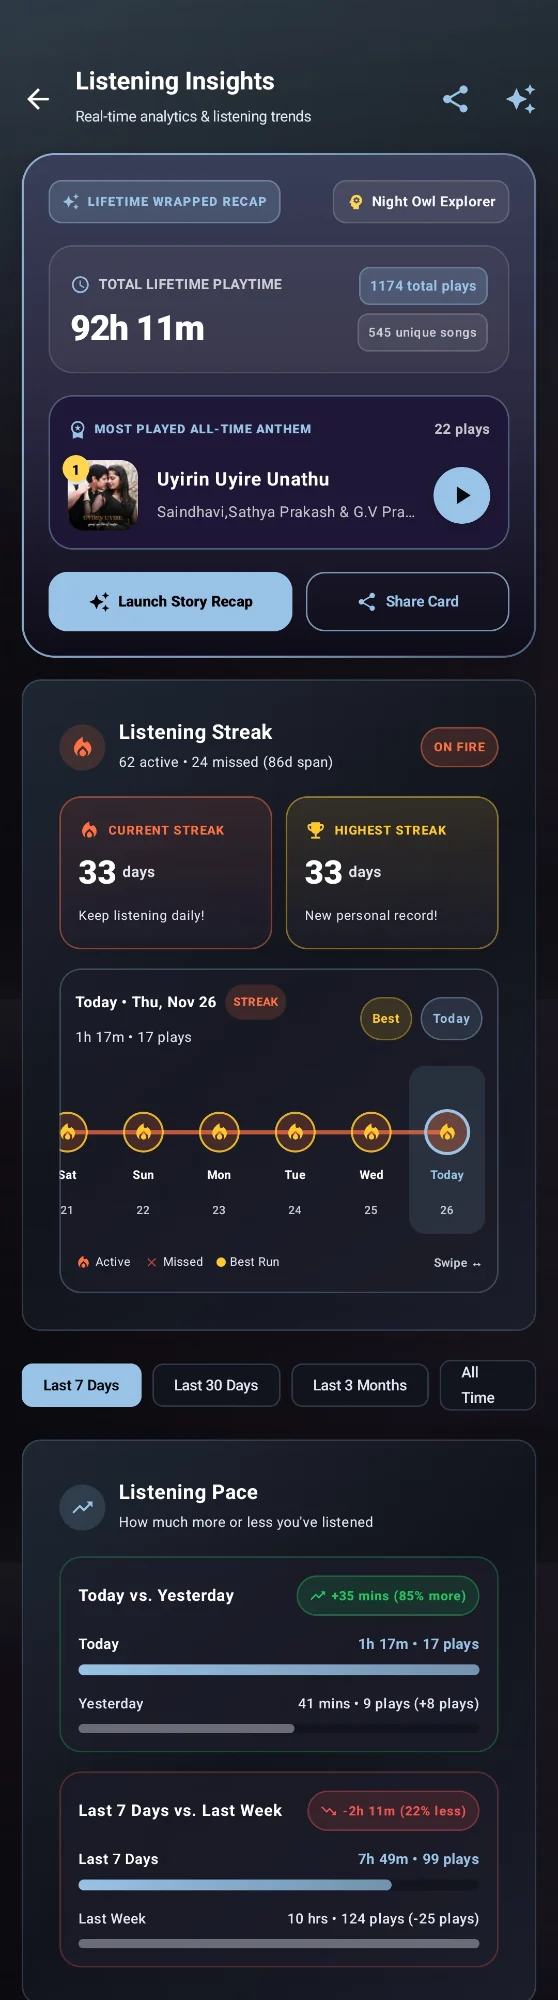 Listening Insights
Real-time analytics & listening trends
LIFETIME WRAPPED RECAP
Night Owl Explorer
TOTAL LIFETIME PLAYTIME
1174 total plays
92h 11m
545 unique songs
MOST PLAYED ALL-TIME ANTHEM
22 plays
1
Uyirin Uyire Unathu
Saindhavi,Sathya Prakash & G.V Pra...
Launch Story Recap
Share Card
Listening Streak
62 active • 24 missed (86d span)
ON FIRE
CURRENT STREAK
33 days
Keep listening daily!
HIGHEST STREAK
33 days
New personal record!
Today • Thu, Nov 26
STREAK
1h 17m • 17 plays
Best
Today
Sat
Sun
Mon
Tue
Wed
Today
21
22
23
24
25
26
Active
Missed
Best Run
Swipe ↔
Last 7 Days
Last 30 Days
Last 3 Months
All
Time
Listening Pace
How much more or less you've listened
Today vs. Yesterday
+35 mins (85% more)
Today
1h 17m • 17 plays
Yesterday
41 mins • 9 plays (+8 plays)
Last 7 Days vs. Last Week
-2h 11m (22% less)
Last 7 Days
7h 49m • 99 plays
Last Week
10 hrs • 124 plays (-25 plays)